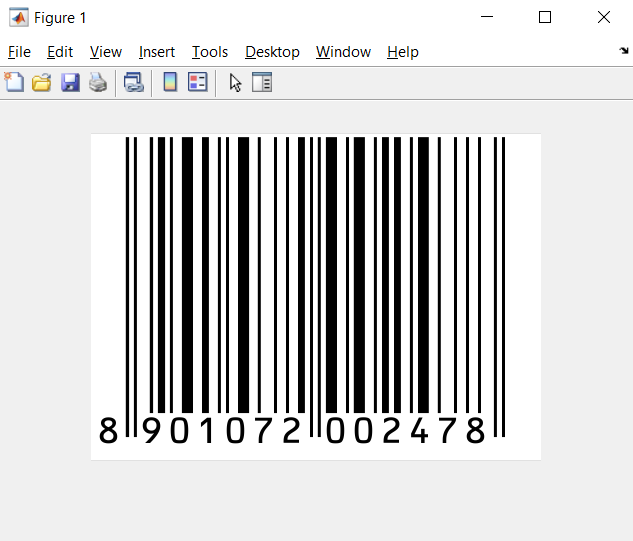 Figure 1
File Edit View Insert Tools Desktop Window Help
8 901072 002478